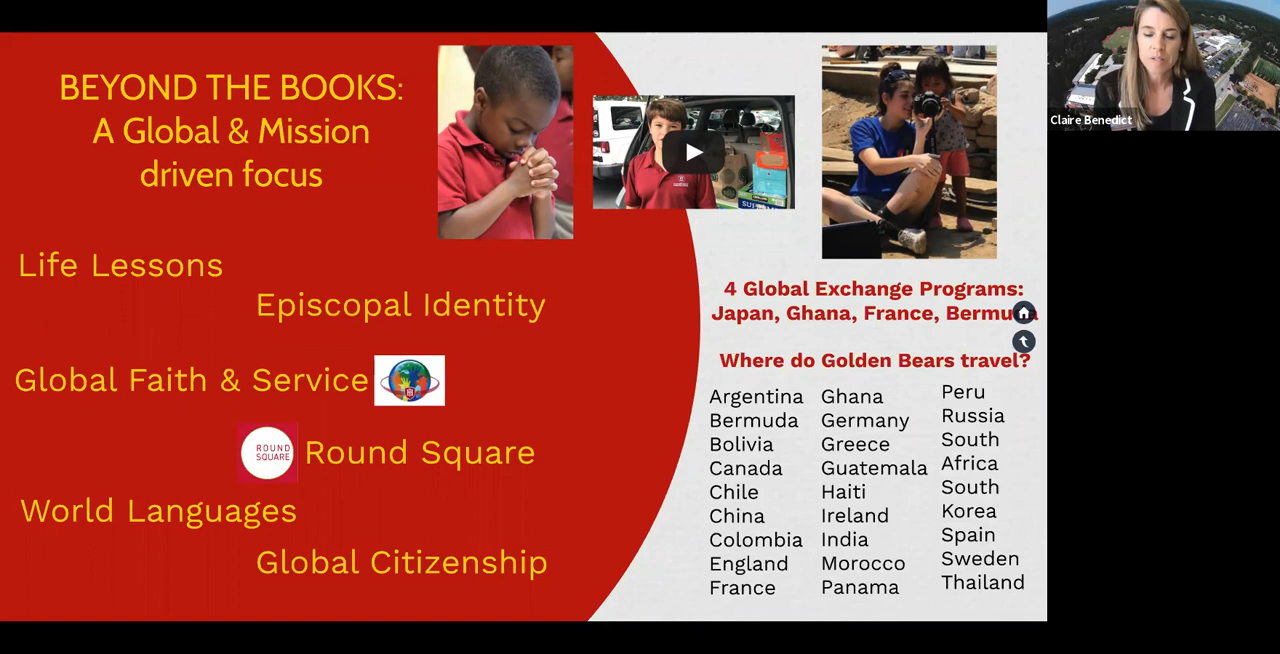 BEYOND THE BOOKS:
A Global & Mission
driven focus
Life Lessons
Episcopal Identity
Global Faith & Service
ROUND
SQUARE
Round Square
World Languages
Global Citizenship
4 Global Exchange Programs:
Japan, Ghana, France,
Where do Golden Bears travel?
Argentina
Bermuda
Bolivia
Canada
Chile
China
Colombia
England
France
Ghana
Germany
Greece
Guatemala
Haiti
Ireland
India
Morocco
Panama
Peru
Russia
South
Africa
South
Korea
Spain
Sweden
Thailand
Claire Benedict